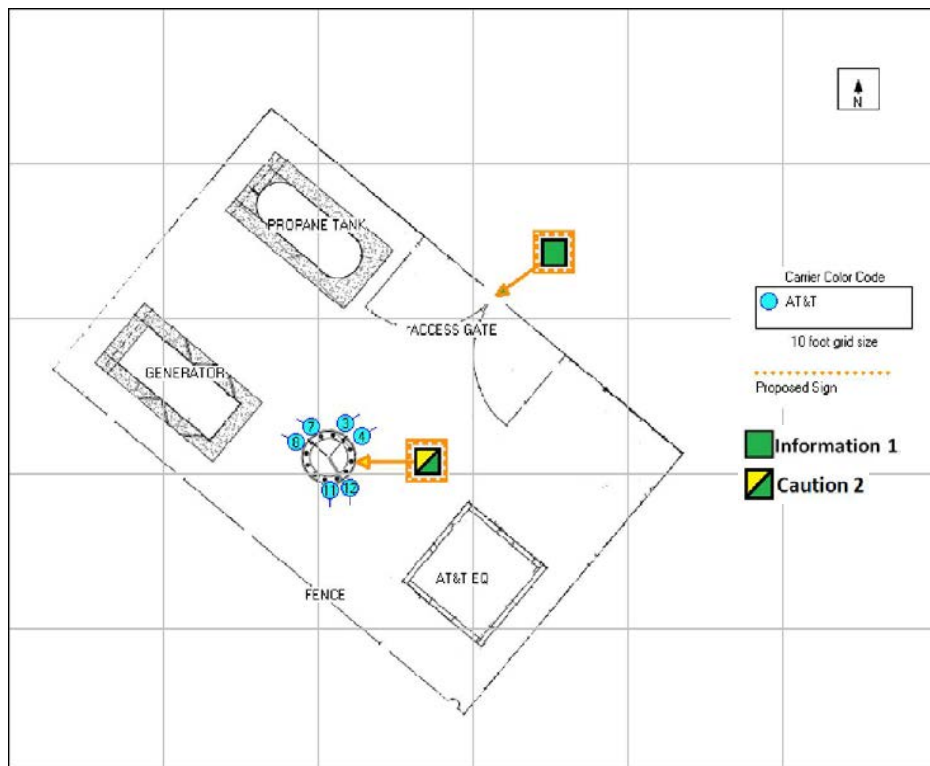 N
PROPANE TANK
Carrier Color Code
AT&T
10 foot grid size
ACCESS GATE
GENERATOR
Proposed Sign
7
3
8
4
Information 1
11
12
Caution 2
AT&T EQ
FENCE